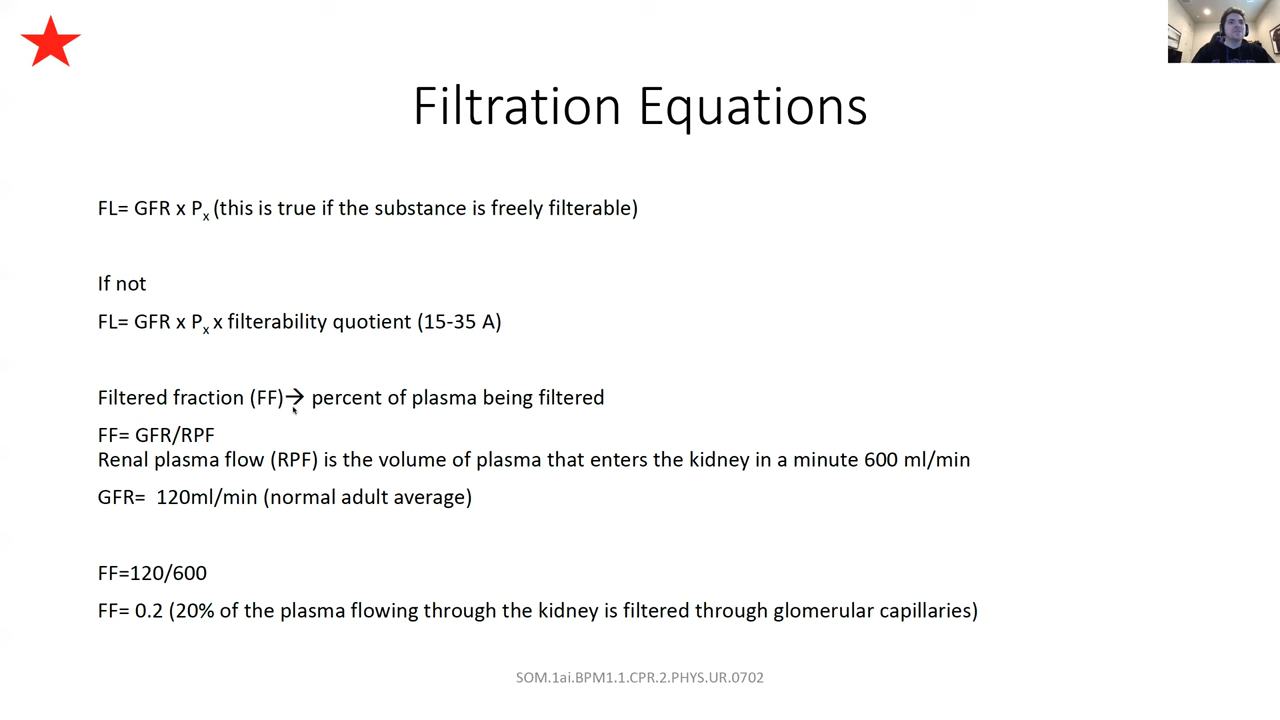 Filtration Equations
FL= GFR x Px (this is true if the substance is freely filterable)
If not
FL= GFR x Px x filterability quotient (15-35 A)
Filtered fraction (FF)→ percent of plasma being filtered
FF= GFR/RPF
Renal plasma flow (RPF) is the volume of plasma that enters the kidney in a minute 600 ml/min
GFR= 120ml/min (normal adult average)
FF=120/600
FF= 0.2 (20% of the plasma flowing through the kidney is filtered through glomerular capillaries)
SOM.1ai.BPM1.1.CPR.2.PHYS.UR.0702